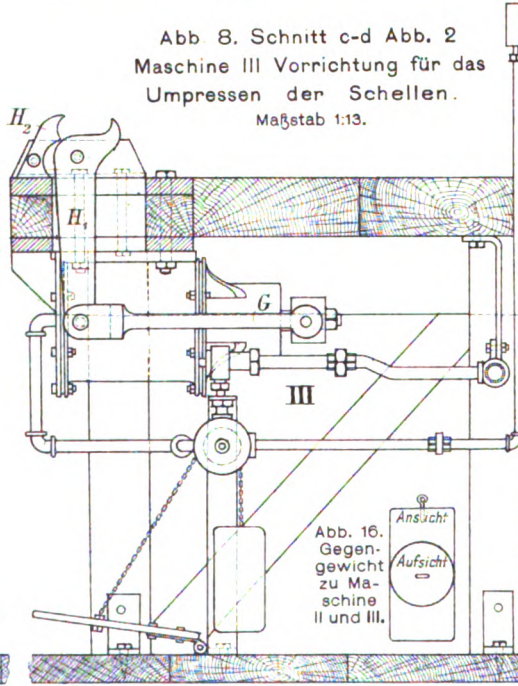 Abb. 8. Schnitt c-d Abb. 2
Maschine III Vorrichtung für das
Umpressen der Schellen.
Maßstab 1:13.
H₂
H₁
G
III
Abb. 16.
Gegen-
gewicht
zu Ma-
schine
II und III.
Ansicht
Aufsicht